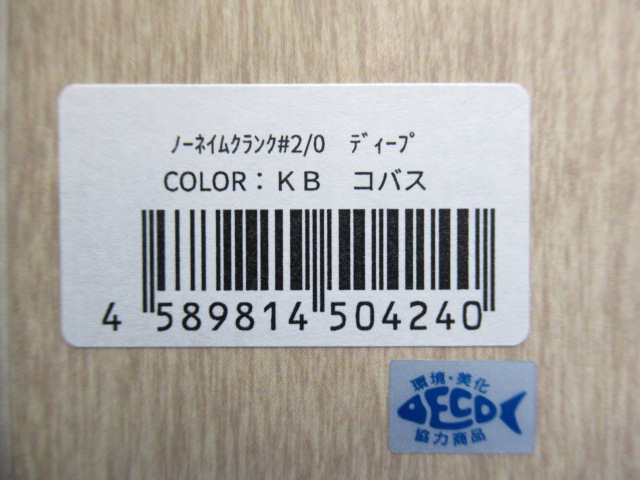 ﾉｰﾈｲﾑｸﾗﾝｸ#2/0　ﾃﾞｨｰﾌﾟ
COLOR：ＫＢ　コバス
4 589814 504240
環境・美化
ECO
協力商品